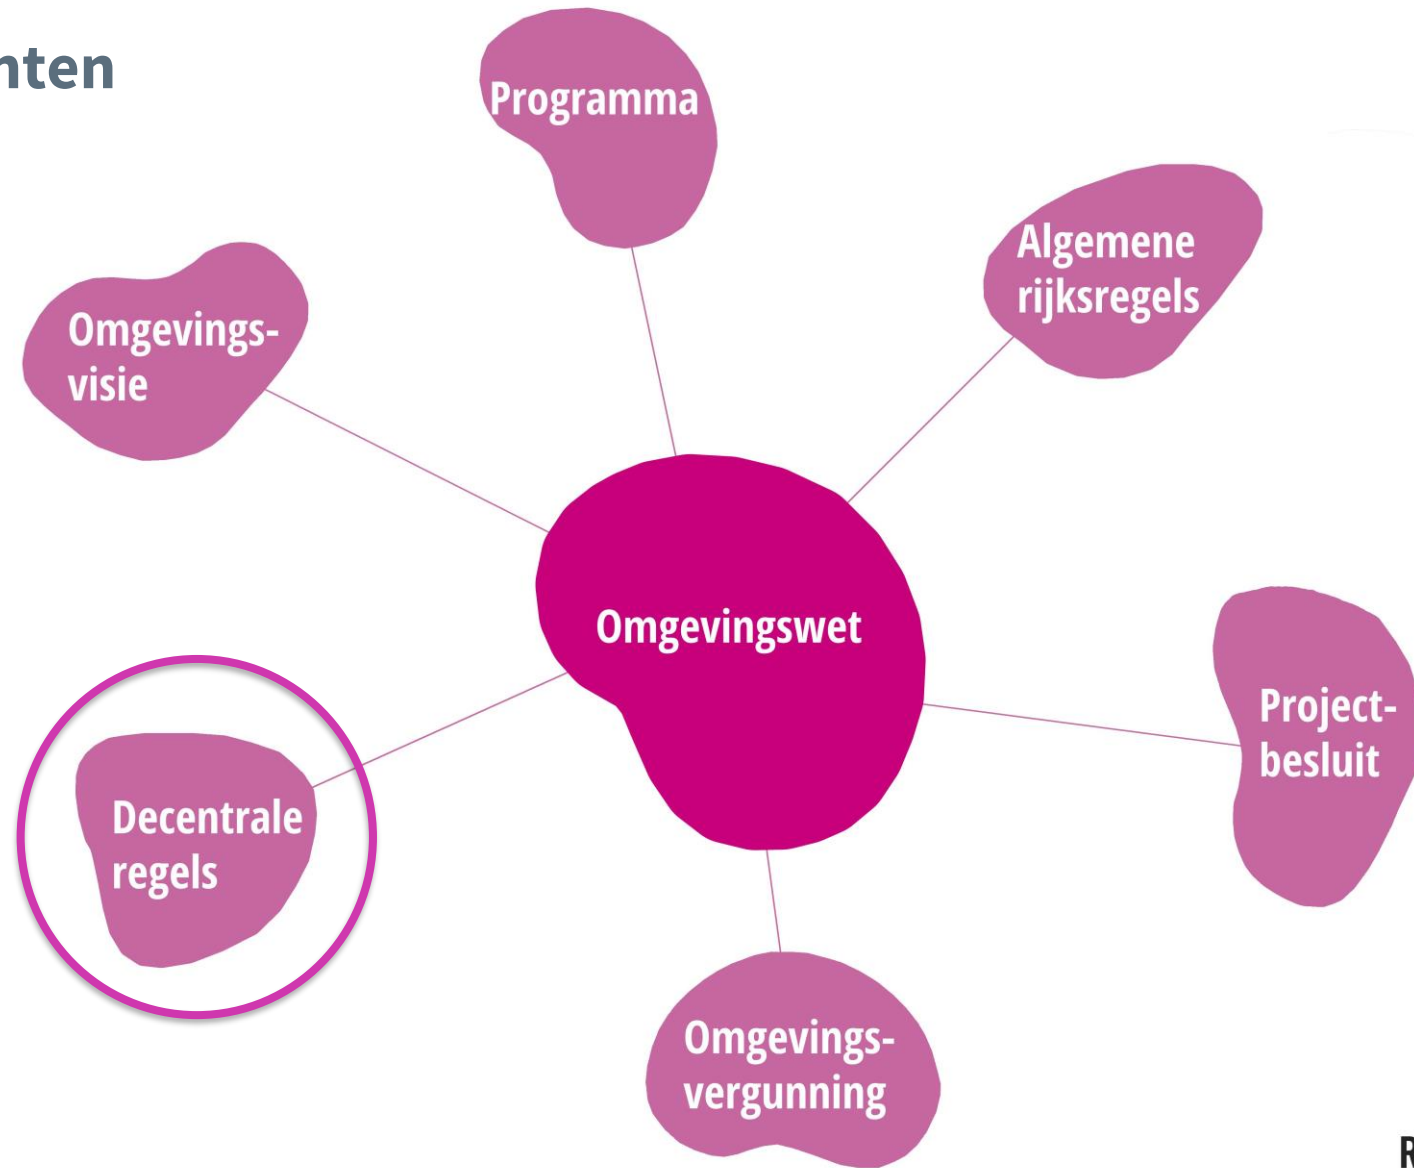 nten
Programma
Algemene
rijksregels
Omgevings-
visie
Omgevingswet
Project-
besluit
Decentrale
regels
Omgevings-
vergunning
R